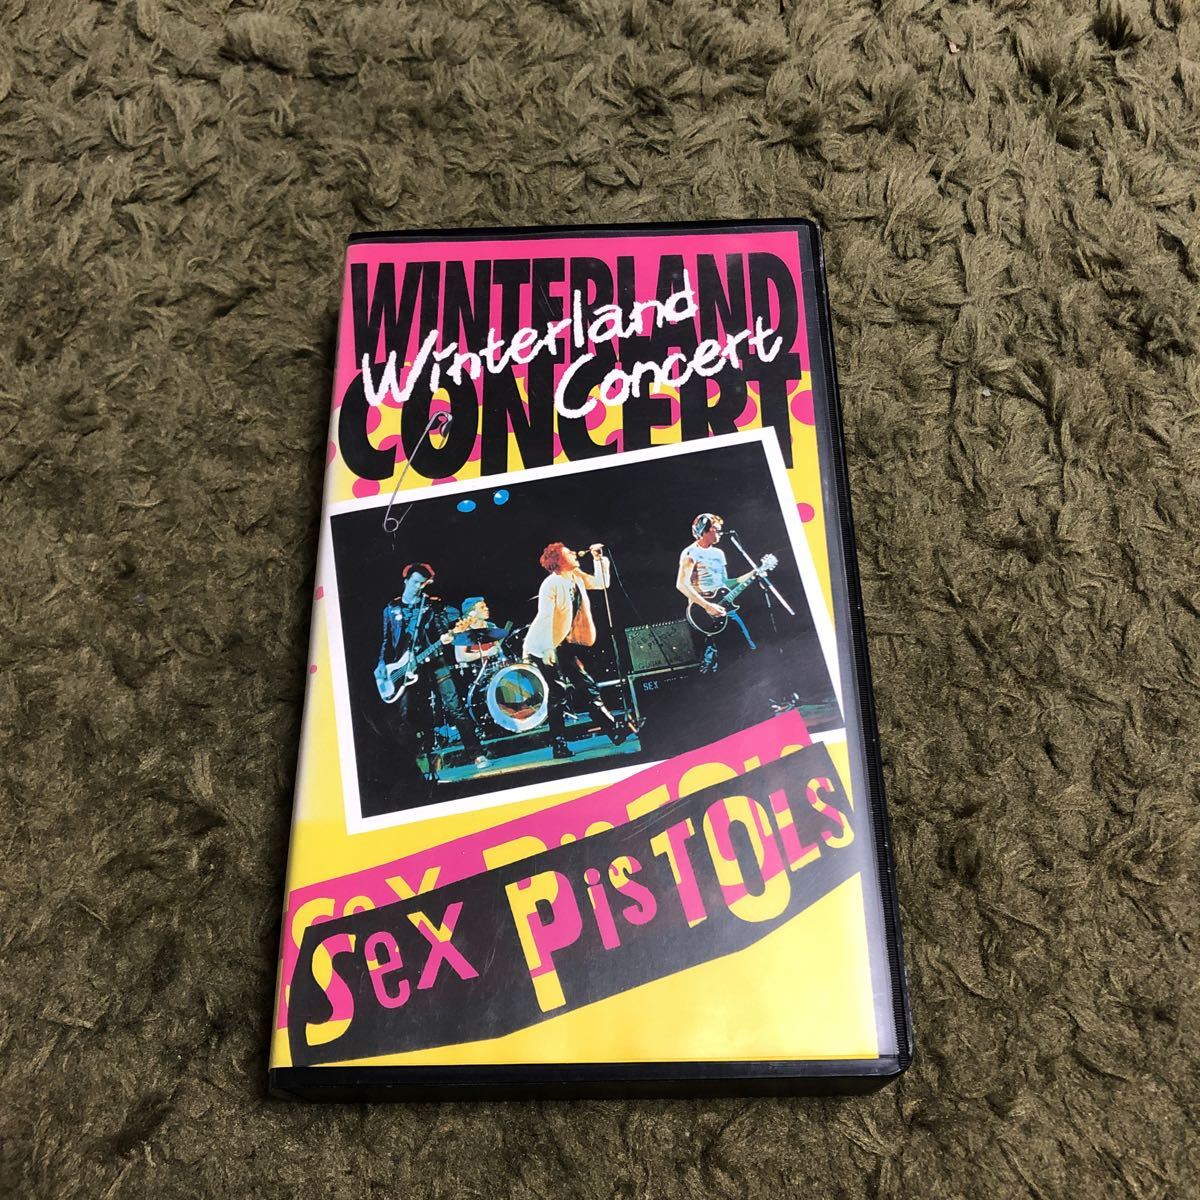 WINTERLAND
Winterland
Concert
CONCERT
SEX
Sex PisTOLS
Sex PisTOLS